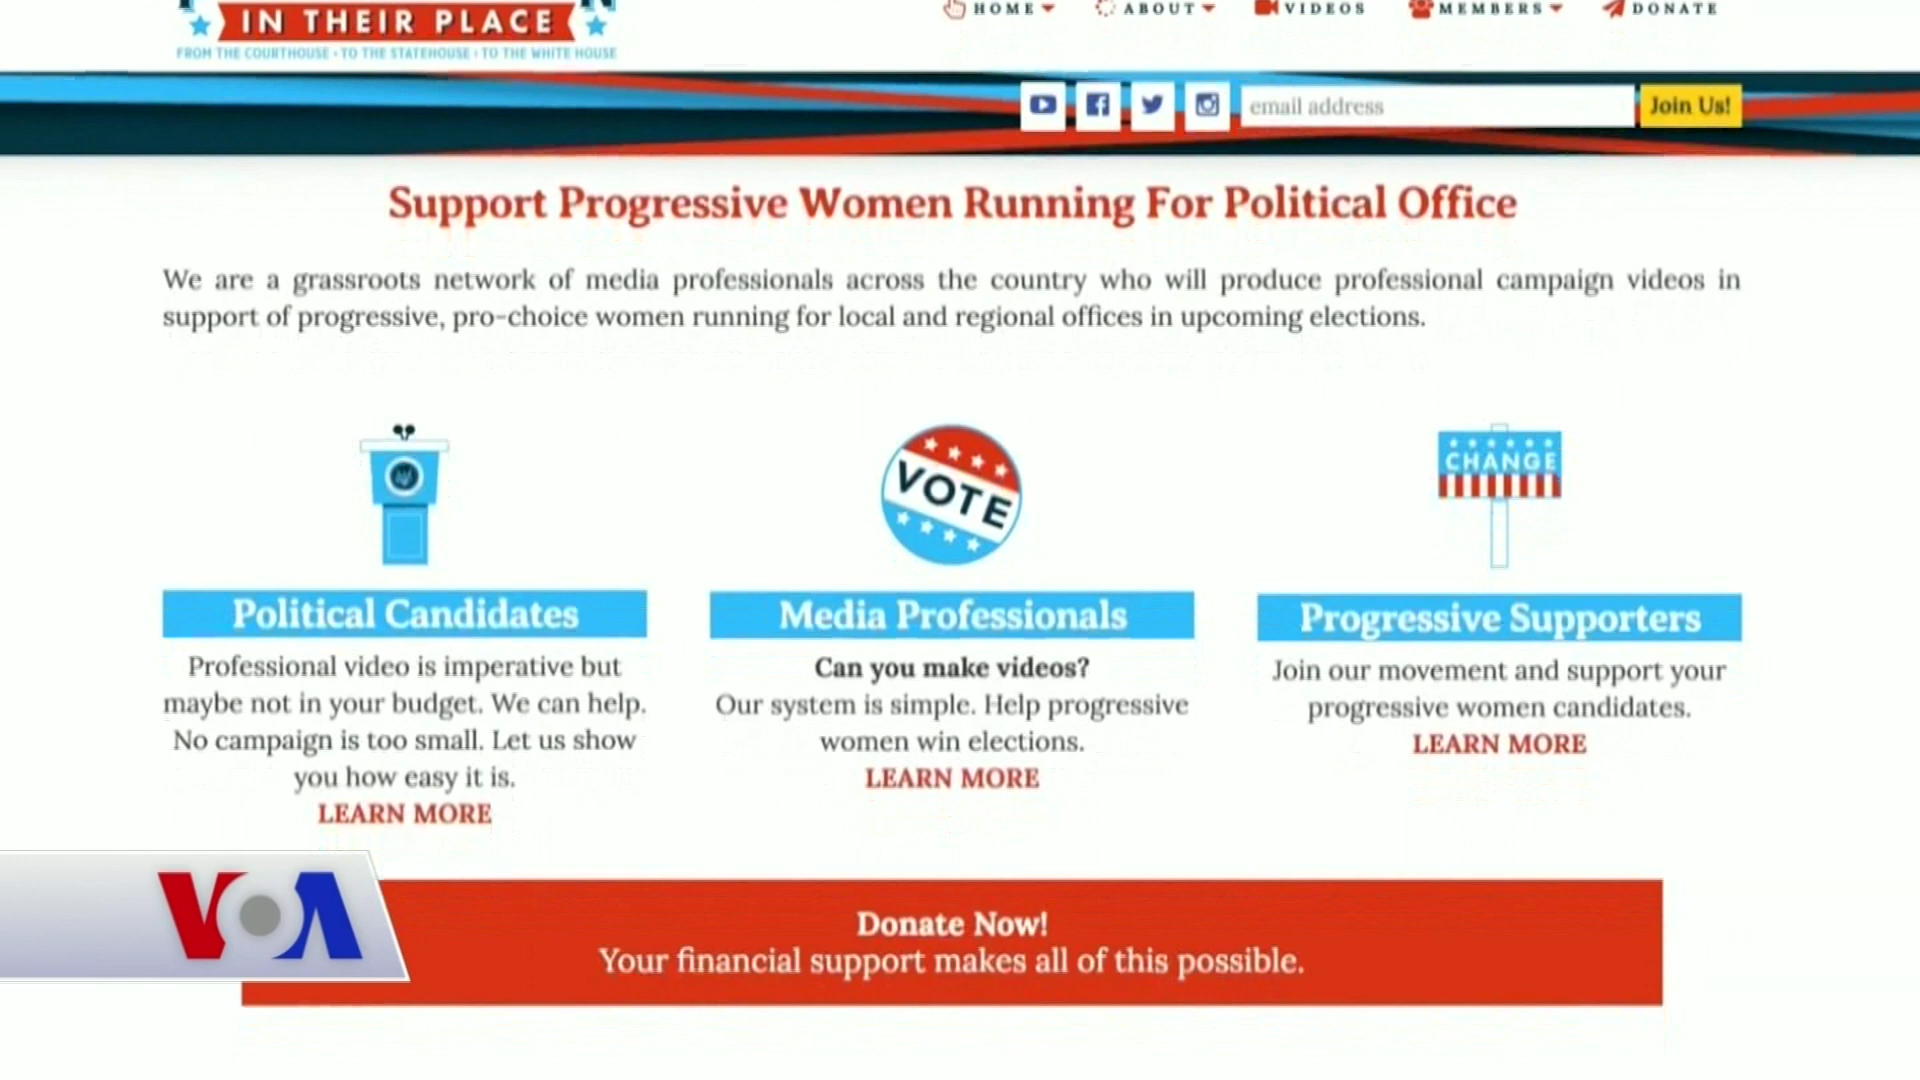 IN THEIR PLACE
FROM THE COURTHOUSE · TO THE STATEHOUSE · TO THE WHITE HOUSE
HOME ABOUT VIDEOS MEMBERS DONATE
email address Join Us!
Support Progressive Women Running For Political Office
We are a grassroots network of media professionals across the country who will produce professional campaign videos in
support of progressive, pro-choice women running for local and regional offices in upcoming elections.
VOTE
CHANGE
Political Candidates
Professional video is imperative but
maybe not in your budget. We can help.
No campaign is too small. Let us show
you how easy it is.
LEARN MORE
Media Professionals
Can you make videos?
Our system is simple. Help progressive
women win elections.
LEARN MORE
Progressive Supporters
Join our movement and support your
progressive women candidates.
LEARN MORE
VOA
Donate Now!
Your financial support makes all of this possible.